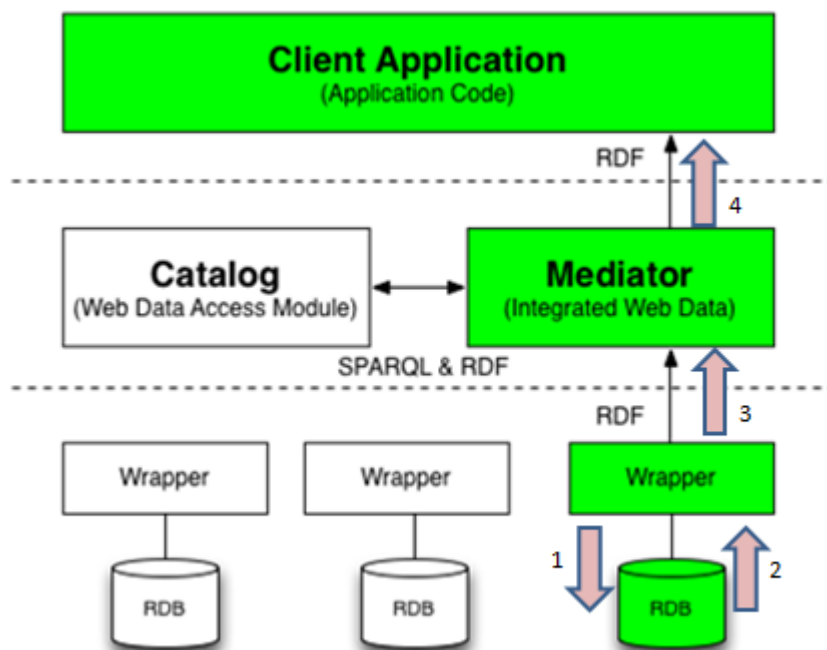 Client Application
(Application Code)
RDF
4
Catalog
(Web Data Access Module)
Mediator
(Integrated Web Data)
SPARQL & RDF
RDF
3
Wrapper
Wrapper
Wrapper
1
2
RDB
RDB
RDB